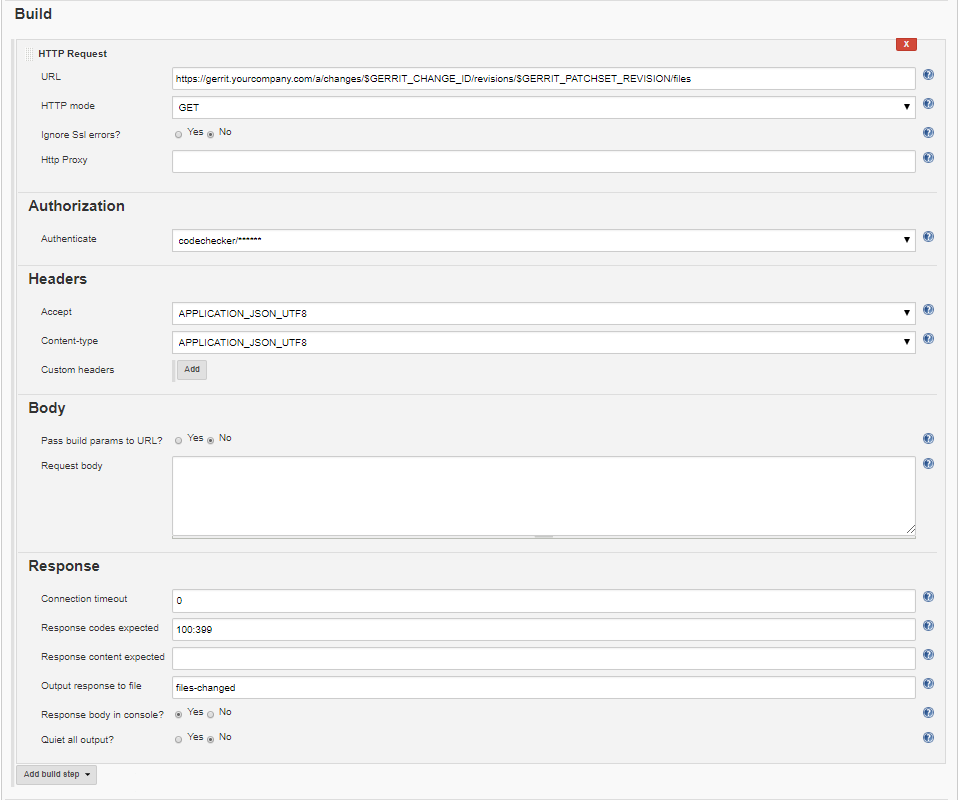 Build
X
HTTP Request
URL
https://gerrit.yourcompany.com/a/changes/$GERRIT_CHANGE_ID/revisions/$GERRIT_PATCHSET_REVISION/files
HTTP mode
GET
Ignore Ssl errors?
Yes No
Http Proxy
Authorization
Authenticate
codechecker/******
Headers
Accept
APPLICATION_JSON_UTF8
Content-type
APPLICATION_JSON_UTF8
Custom headers
Add
Body
Pass build params to URL?
Yes No
Request body
Response
Connection timeout
0
Response codes expected
100:399
Response content expected
Output response to file
files-changed
Response body in console?
Yes No
Quiet all output?
Yes No
Add build step